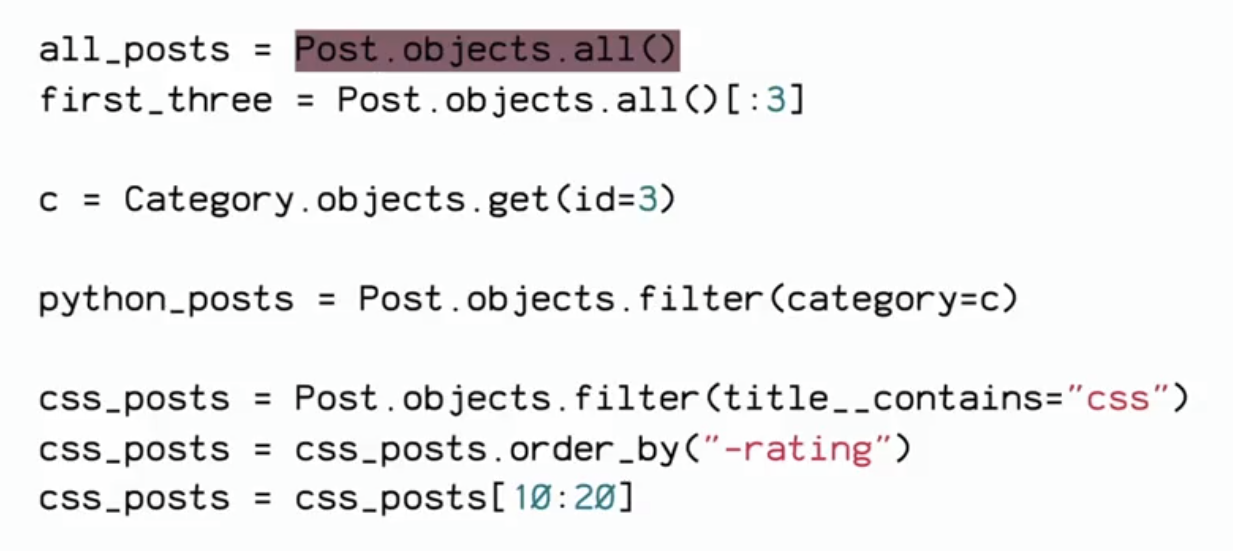 all_posts = Post.objects.all()
first_three = Post.objects.all()[:3]
c = Category.objects.get(id=3)
python_posts = Post.objects.filter(category=c)
css_posts = Post.objects.filter(title__contains="css")
css_posts = css_posts.order_by("-rating")
css_posts = css_posts[10:20]